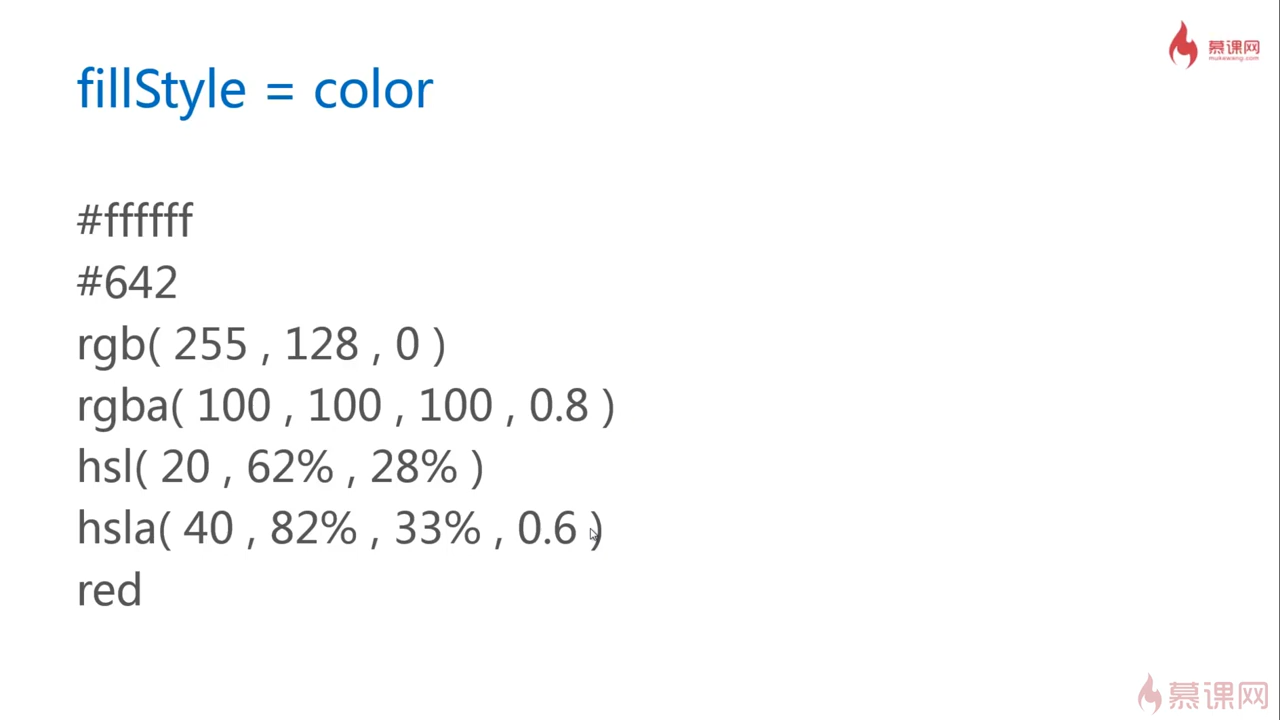 慕课网
mukewang.com
fillStyle = color
#ffffff
#642
rgb( 255 , 128 , 0 )
rgba( 100 , 100 , 100 , 0.8 )
hsl( 20 , 62% , 28% )
hsla( 40 , 82% , 33% , 0.6 )
red
慕课网